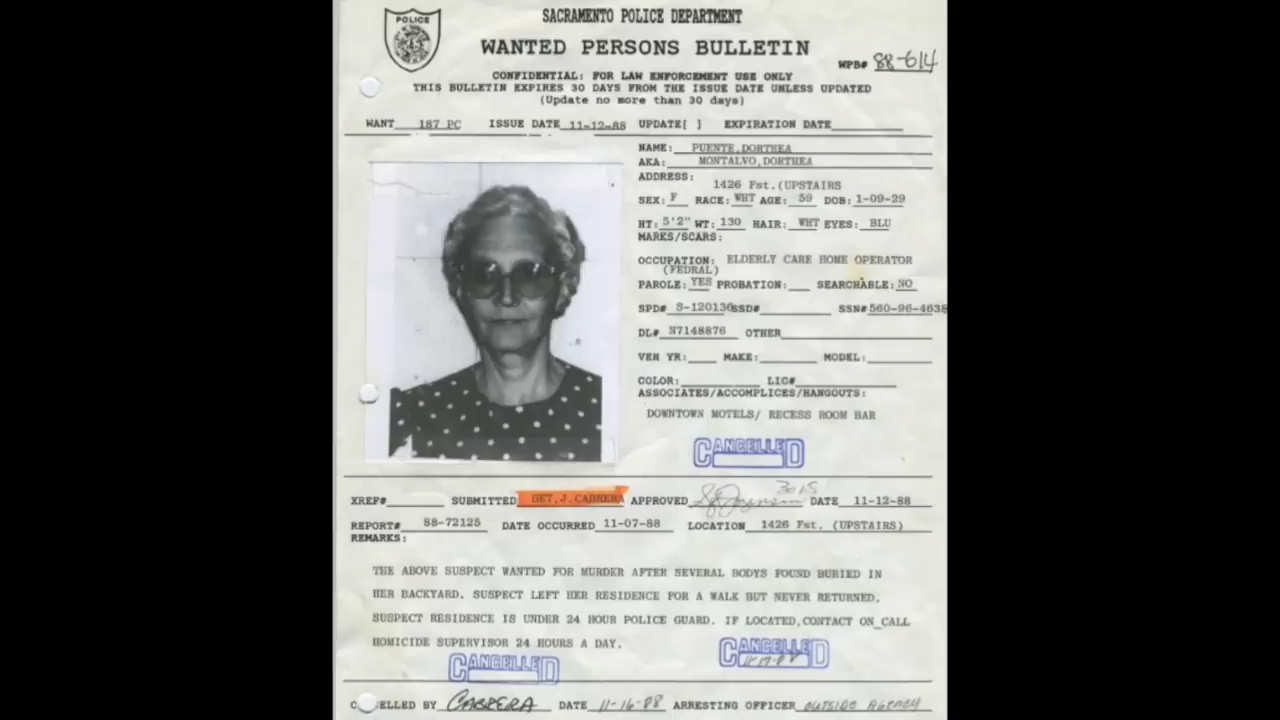 POLICE
SACRAMENTO POLICE DEPARTMENT
WANTED PERSONS BULLETIN
WPB# 88-614
CONFIDENTIAL: FOR LAW ENFORCEMENT USE ONLY
THIS BULLETIN EXPIRES 30 DAYS FROM THE ISSUE DATE UNLESS UPDATED
(Update no more than 30 days)
WANT 187 PC ISSUE DATE 11-12-88 UPDATE[ ] EXPIRATION DATE
NAME: PUENTE,DORTHEA
AKA: MONTALVO,DORTHEA
ADDRESS:
1426 Fst.(UPSTAIRS
SEX: F RACE: WHT AGE: 59 DOB: 1-09-29
HT: 5'2" WT: 130 HAIR: WHT EYES: BLU
MARKS/SCARS:
OCCUPATION: ELDERLY CARE HOME OPERATOR
(FEDRAL)
PAROLE: YES PROBATION: SEARCHABLE: NO
SPD# S-120136 SSD# SSN# 560-96-4638
DL# N7148876 OTHER
VEH YR: MAKE: MODEL:
COLOR: LIC#
ASSOCIATES/ACCOMPLICES/HANGOUTS:
DOWNTOWN MOTELS/ RECESS ROOM BAR
CANCELLED
XREF# SUBMITTED DET.J.CABRERA APPROVED 3015 DATE 11-12-88
REPORT# 88-72125 DATE OCCURRED 11-07-88 LOCATION 1426 Fst. (UPSTAIRS)
REMARKS:
THE ABOVE SUSPECT WANTED FOR MURDER AFTER SEVERAL BODYS FOUND BURIED IN
HER BACKYARD. SUSPECT LEFT HER RESIDENCE FOR A WALK BUT NEVER RETURNED.
SUSPECT RESIDENCE IS UNDER 24 HOUR POLICE GUARD. IF LOCATED,CONTACT ON_CALL
HOMICIDE SUPERVISOR 24 HOURS A DAY.
CANCELLED
CANCELLED
ELLED BY CABRERA DATE 11-16-88 ARRESTING OFFICER OUTSIDE AGENCY